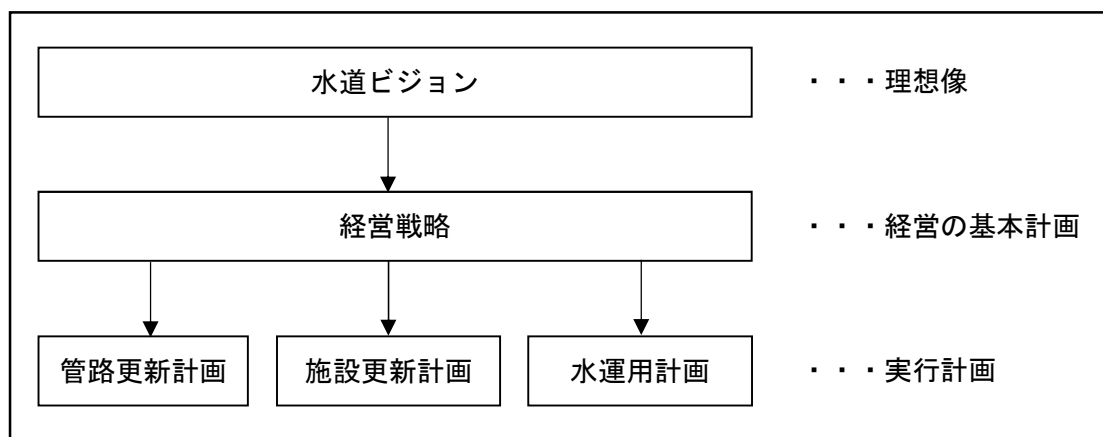 水道ビジョン ・・・理想像
経営戦略 ・・・経営の基本計画
管路更新計画 施設更新計画 水運用計画 ・・・実行計画